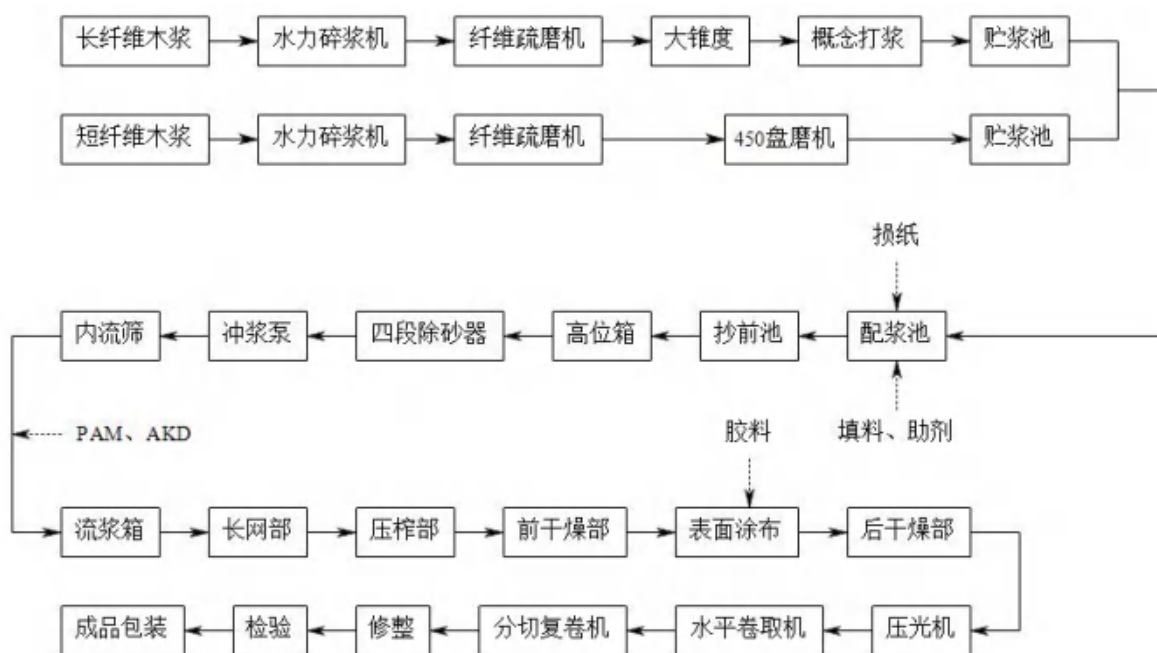 长纤维木浆 水力碎浆机 纤维疏磨机 大锥度 概念打浆 贮浆池
短纤维木浆 水力碎浆机 纤维疏磨机 450盘磨机 贮浆池
损纸
内流筛 冲浆泵 四段除砂器 高位箱 抄前池 配浆池
PAM、AKD 胶料 填料、助剂
流浆箱 长网部 压榨部 前干燥部 表面涂布 后干燥部
成品包装 检验 修整 分切复卷机 水平卷取机 压光机